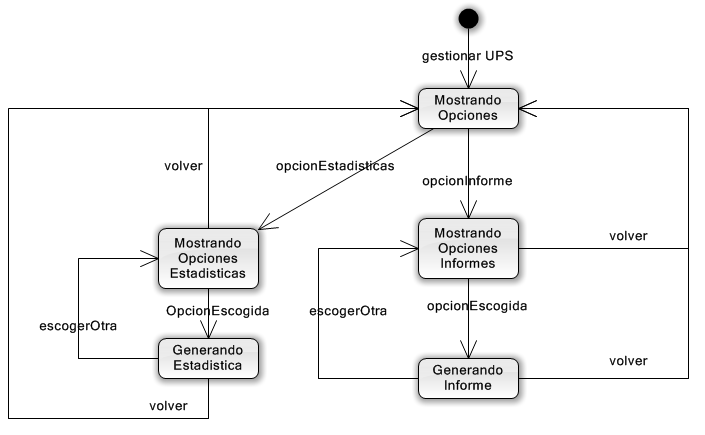 gestionar UPS
Mostrando
Opciones
volver
opcionEstadisticas
opcionInforme
Mostrando
Opciones
Estadisticas
Mostrando
Opciones
Informes
volver
OpcionEscogida
opcionEscogida
escogerOtra
escogerOtra
Generando
Estadistica
Generando
Informe
volver
volver